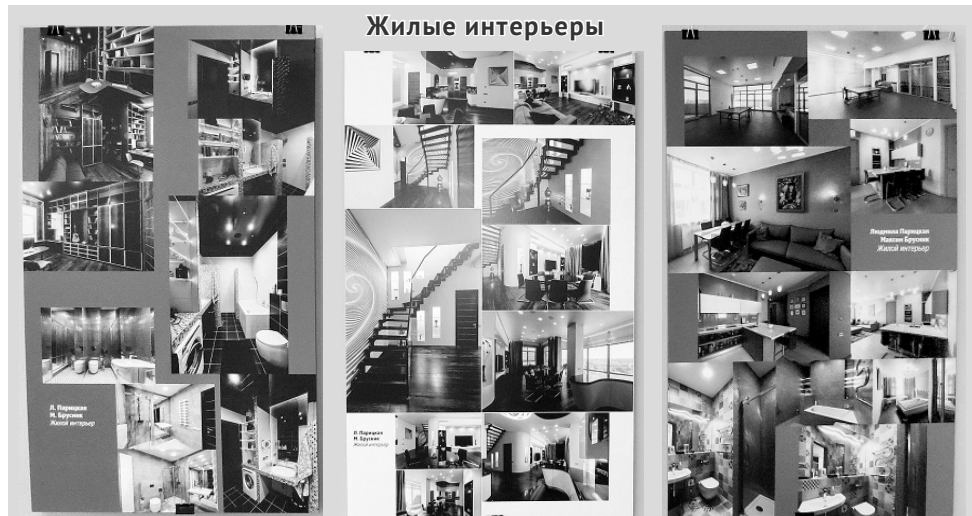 Жилые интерьеры
Л. Парицкая
М. Брусник
Жилой интерьер
Л. Парицкая
М. Брусник
Жилой интерьер
Людмила Парицкая
Максим Брусник
Жилой интерьер